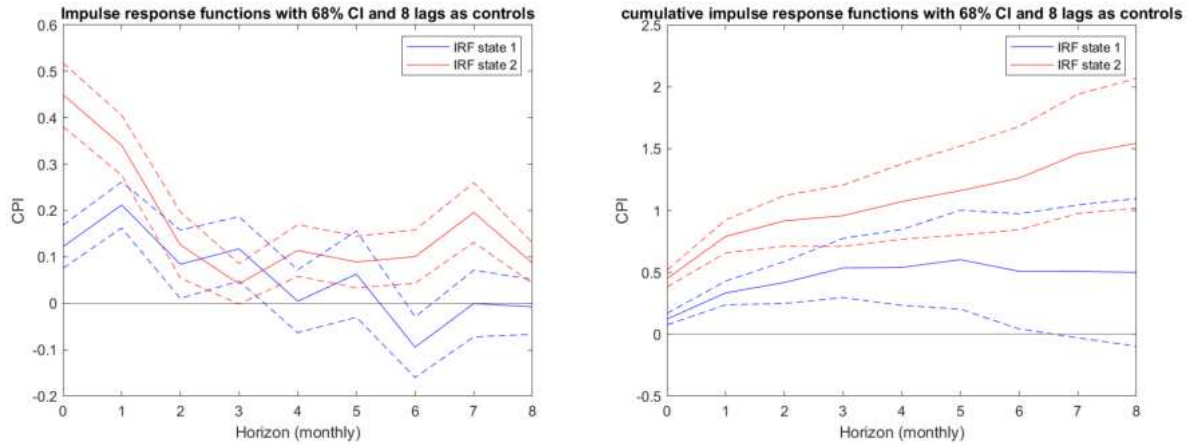 Impulse response functions with 68% CI and 8 lags as controls
0.6
0.5
0.4
0.3
0.2
0.1
0
-0.1
-0.2
CPI
IRF state 1
IRF state 2
0 1 2 3 4 5 6 7 8
Horizon (monthly)
cumulative impulse response functions with 68% CI and 8 lags as controls
2.5
2
1.5
1
0.5
0
-0.5
CPI
IRF state 1
IRF state 2
0 1 2 3 4 5 6 7 8
Horizon (monthly)